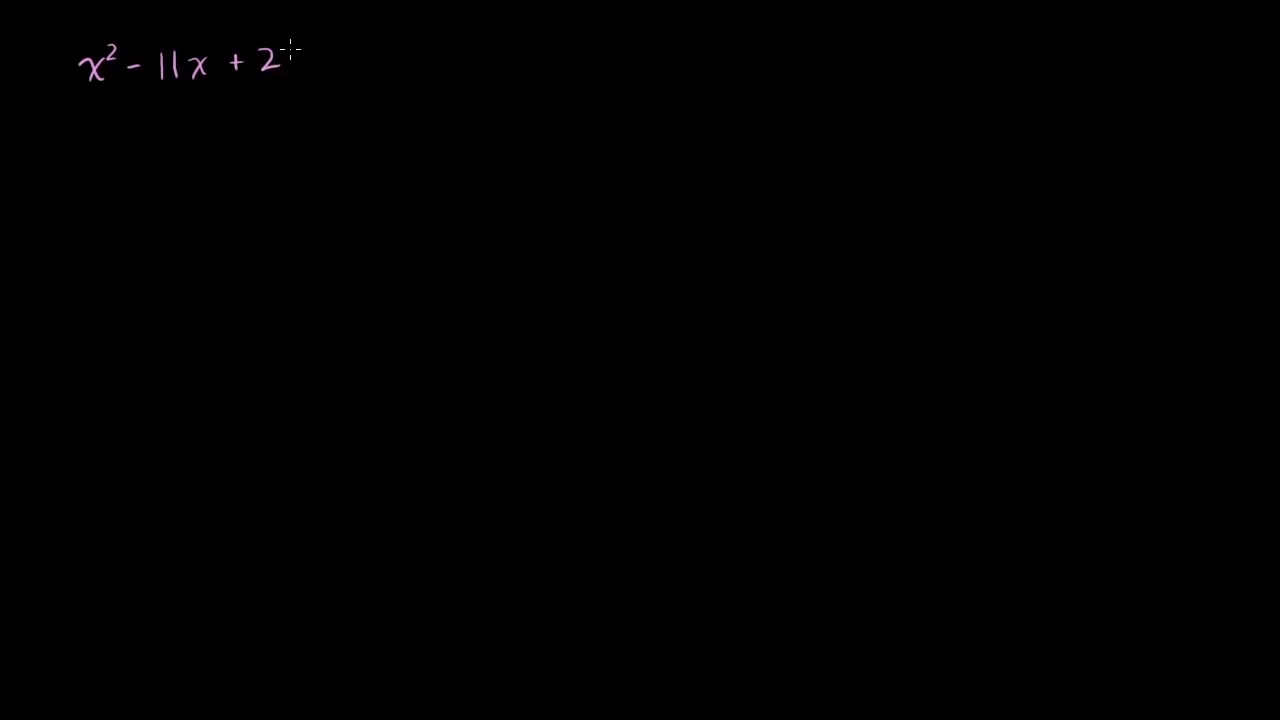 x² - 11x + 2